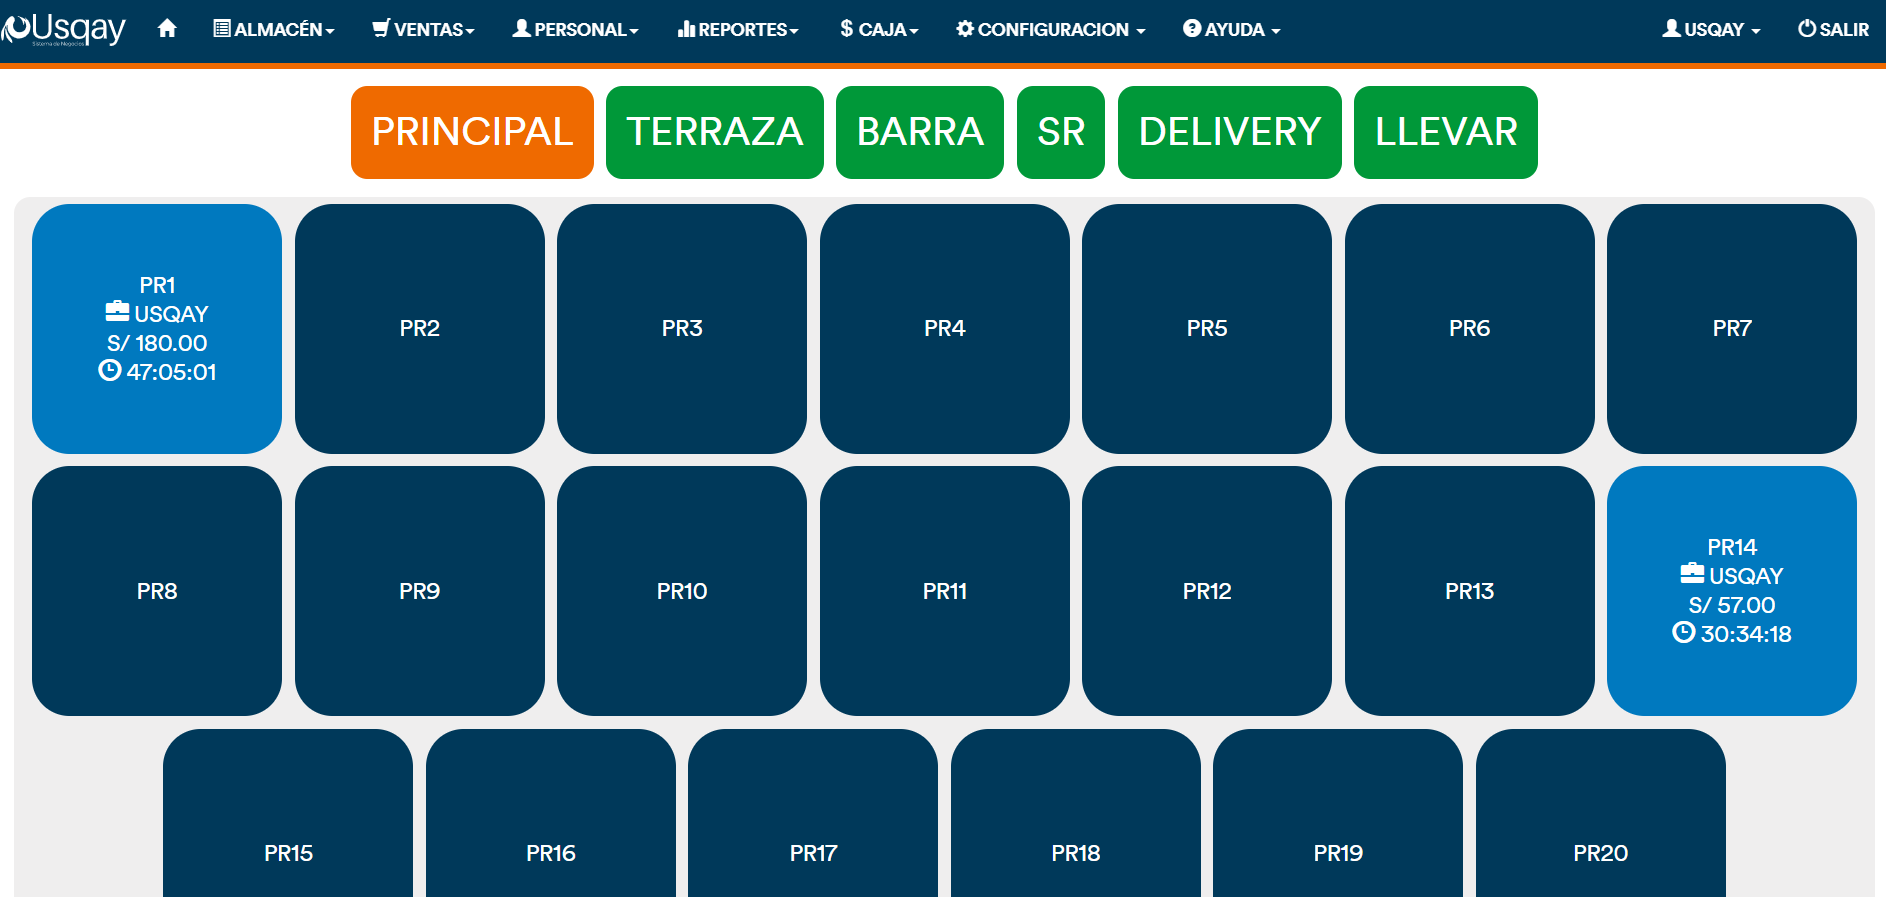 Usqay
Sistema de Negocios
ALMACÉN
VENTAS
PERSONAL
REPORTES
$ CAJA
CONFIGURACION
? AYUDA
USQAY
SALIR
PRINCIPAL
TERRAZA
BARRA
SR
DELIVERY
LLEVAR
PR1
USQAY
S/ 180.00
47:05:01
PR2
PR3
PR4
PR5
PR6
PR7
PR8
PR9
PR10
PR11
PR12
PR13
PR14
USQAY
S/ 57.00
30:34:18
PR15
PR16
PR17
PR18
PR19
PR20